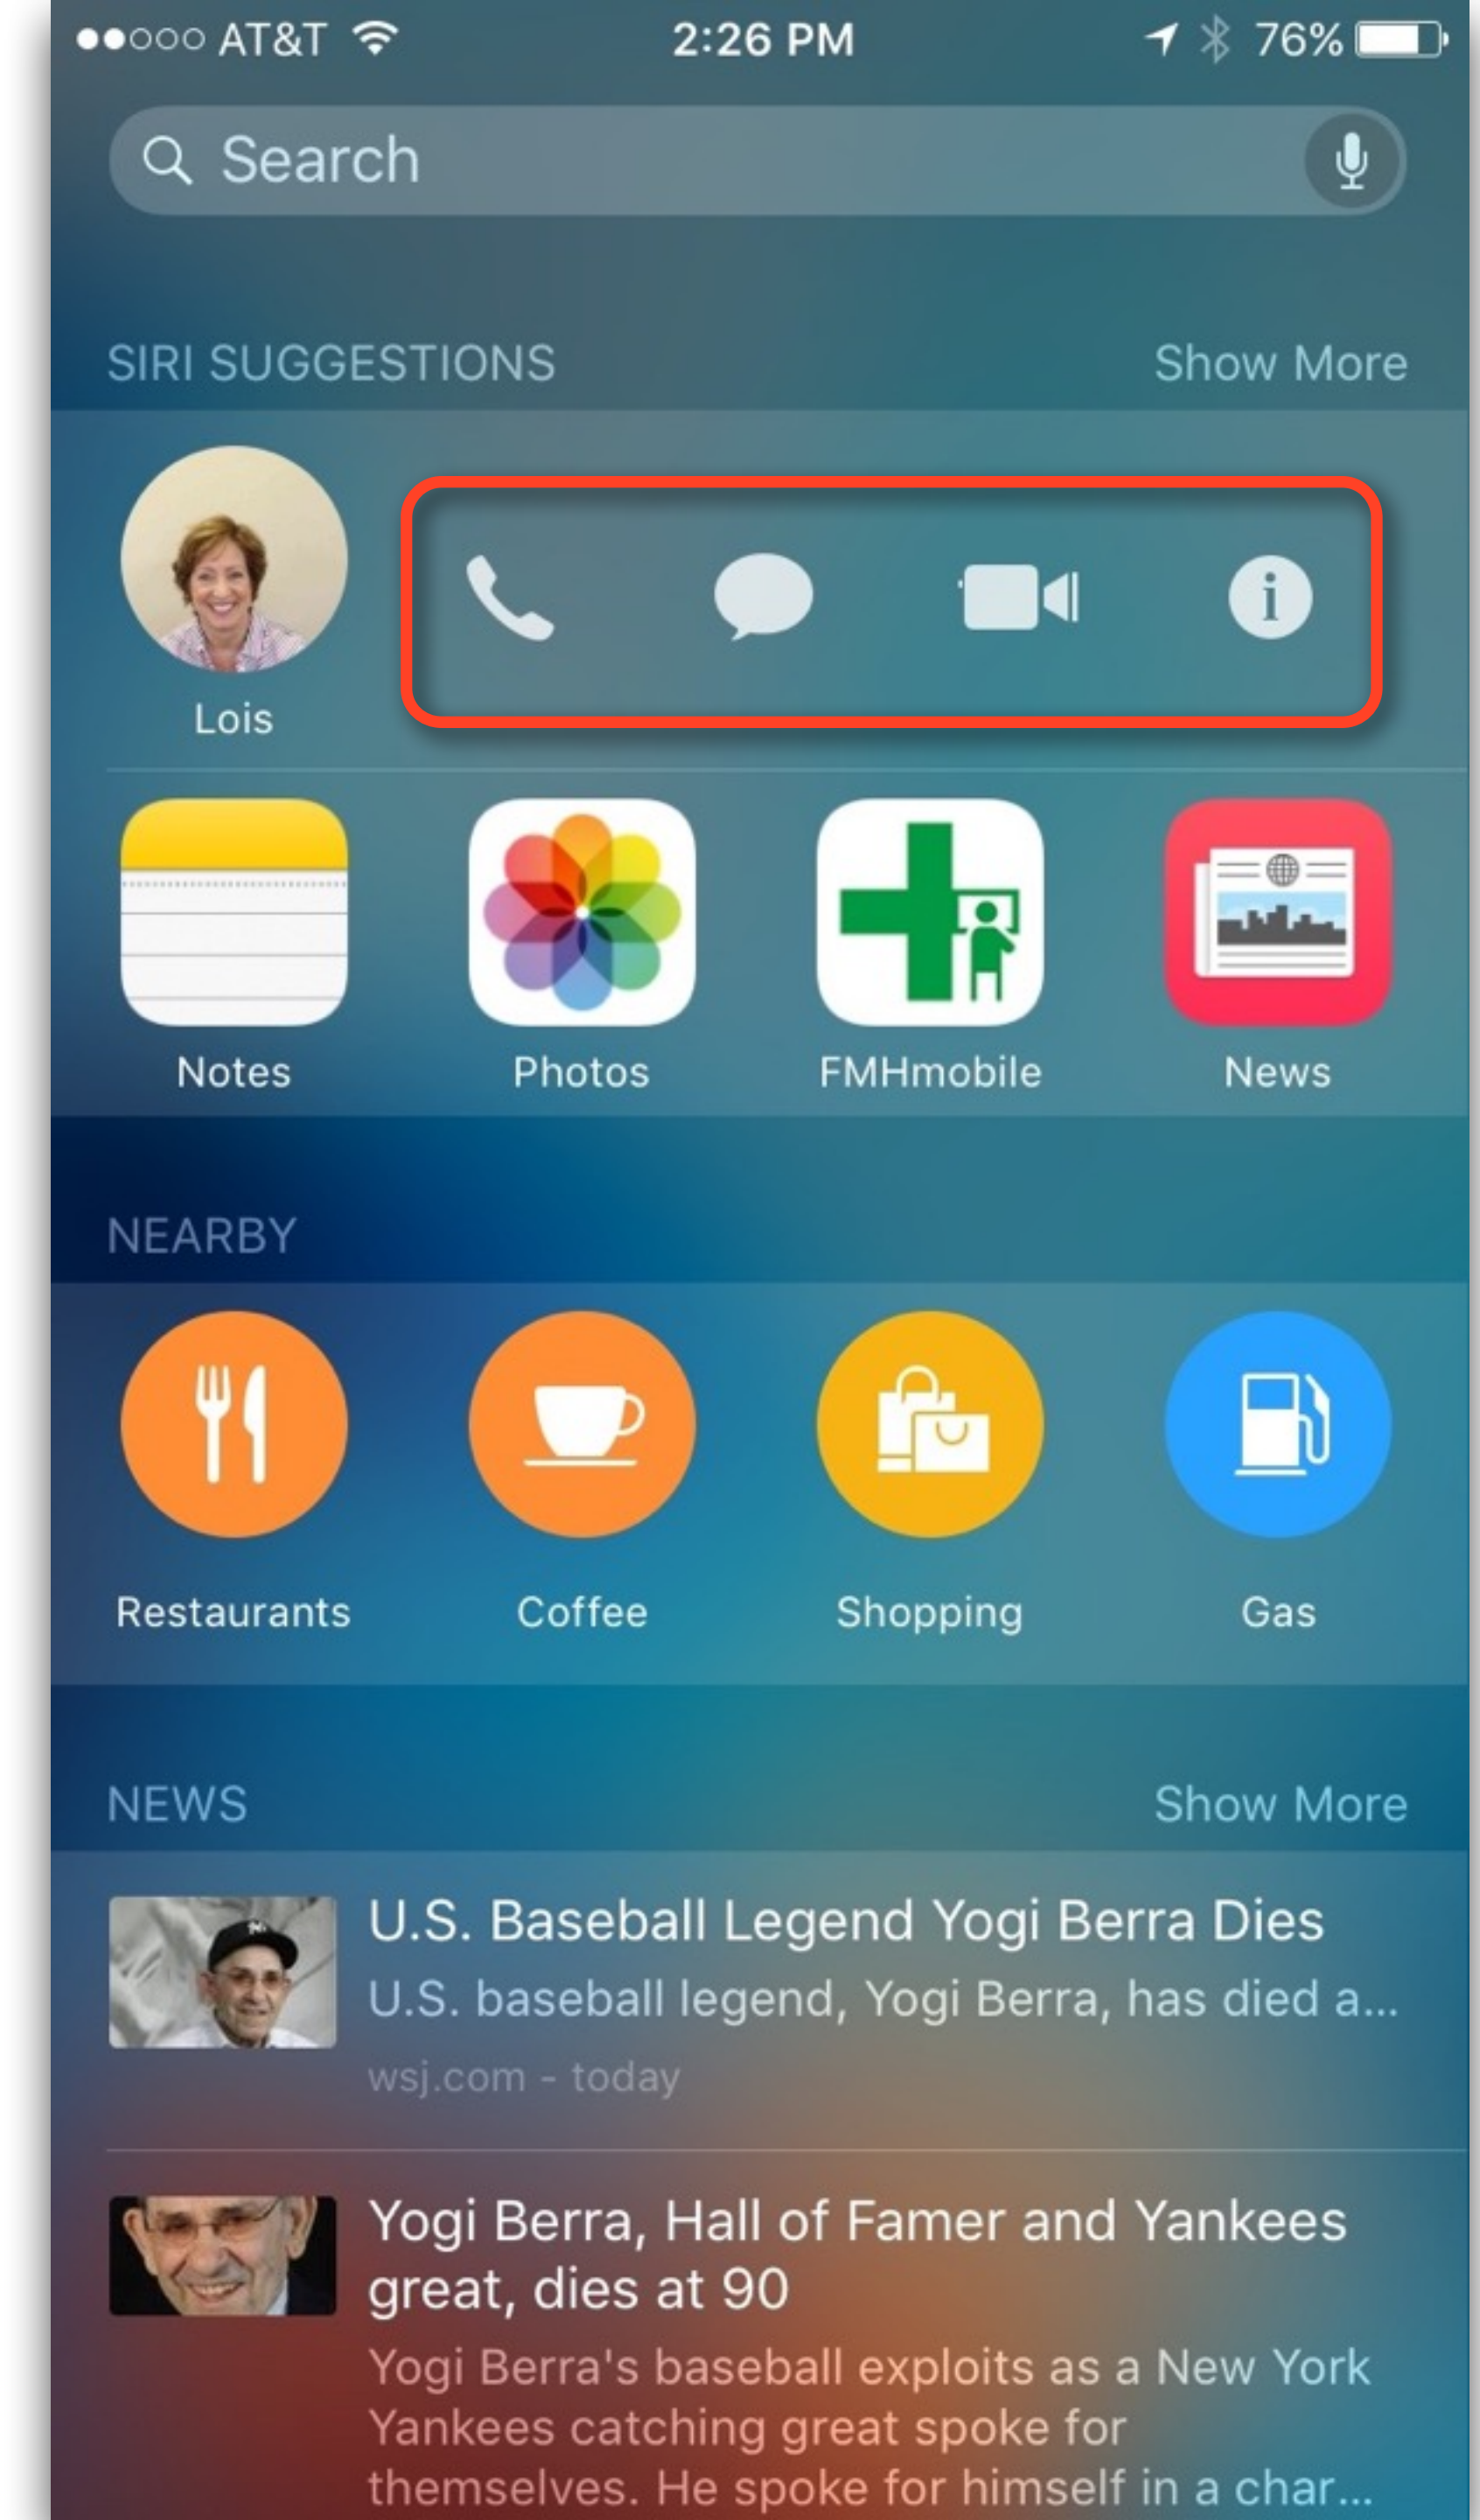 AT&T 2:26 PM 76%
Search
SIRI SUGGESTIONS Show More
Lois
Notes Photos FMHmobile News
NEARBY
Restaurants Coffee Shopping Gas
NEWS Show More
U.S. Baseball Legend Yogi Berra Dies
U.S. baseball legend, Yogi Berra, has died a...
wsj.com - today
Yogi Berra, Hall of Famer and Yankees
great, dies at 90
Yogi Berra's baseball exploits as a New York
Yankees catching great spoke for
themselves. He spoke for himself in a char...